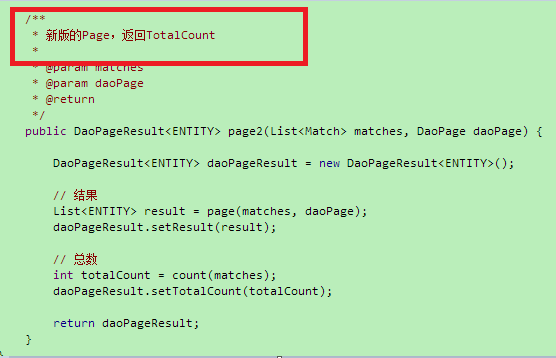 /**
* 新版的Page，返回TotalCount
*
* @param matches
* @param daoPage
* @return
*/
public DaoPageResult<ENTITY> page2(List<Match> matches, DaoPage daoPage) {
DaoPageResult<ENTITY> daoPageResult = new DaoPageResult<ENTITY>();
// 结果
List<ENTITY> result = page(matches, daoPage);
daoPageResult.setResult(result);
// 总数
int totalCount = count(matches);
daoPageResult.setTotalCount(totalCount);
return daoPageResult;
}
}